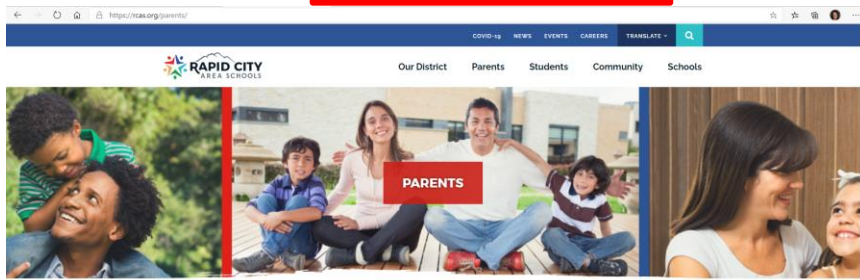 https://rcas.org/parents/
COVID-19 NEWS EVENTS CAREERS TRANSLATE
RAPID CITY
AREA SCHOOLS
Our District Parents Students Community Schools
PARENTS